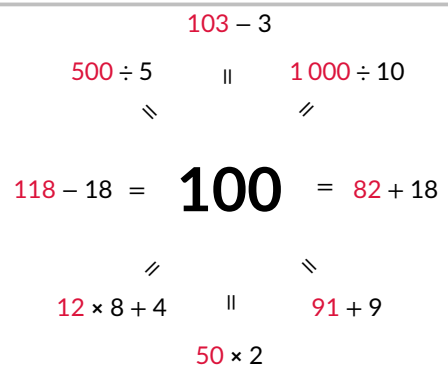 103 − 3
500 ÷ 5 = 1 000 ÷ 10
= =
118 − 18 = 100 = 82 + 18
= =
12 × 8 + 4 = 91 + 9
50 × 2